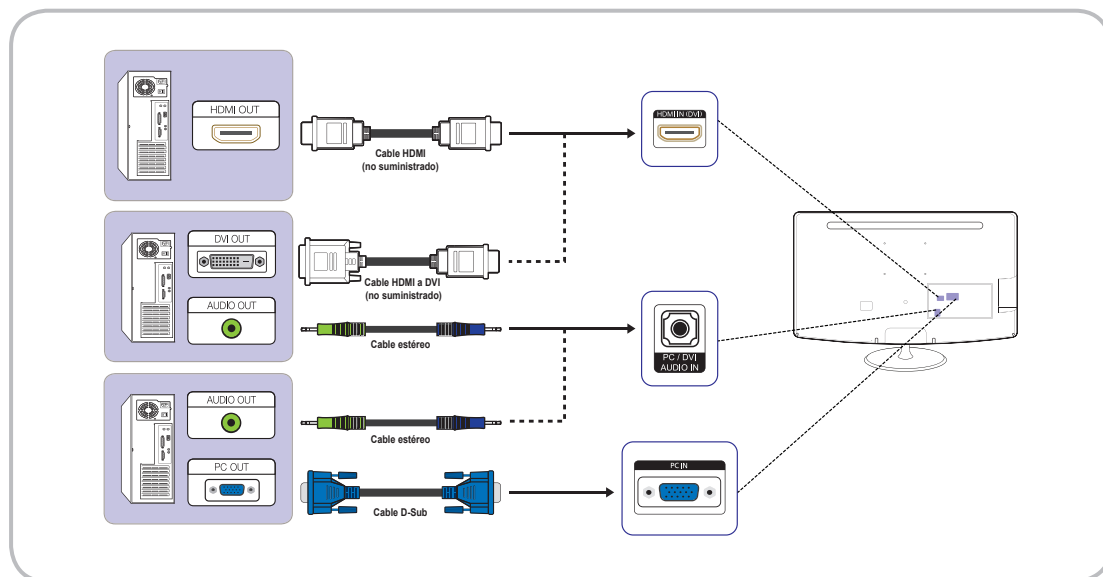 HDMI OUT
Cable HDMI
(no suministrado)
HDMI IN (DVI)
DVI OUT
Cable HDMI a DVI
(no suministrado)
AUDIO OUT
Cable estéreo
PC / DVI
AUDIO IN
AUDIO OUT
Cable estéreo
PC OUT
Cable D-Sub
PC IN